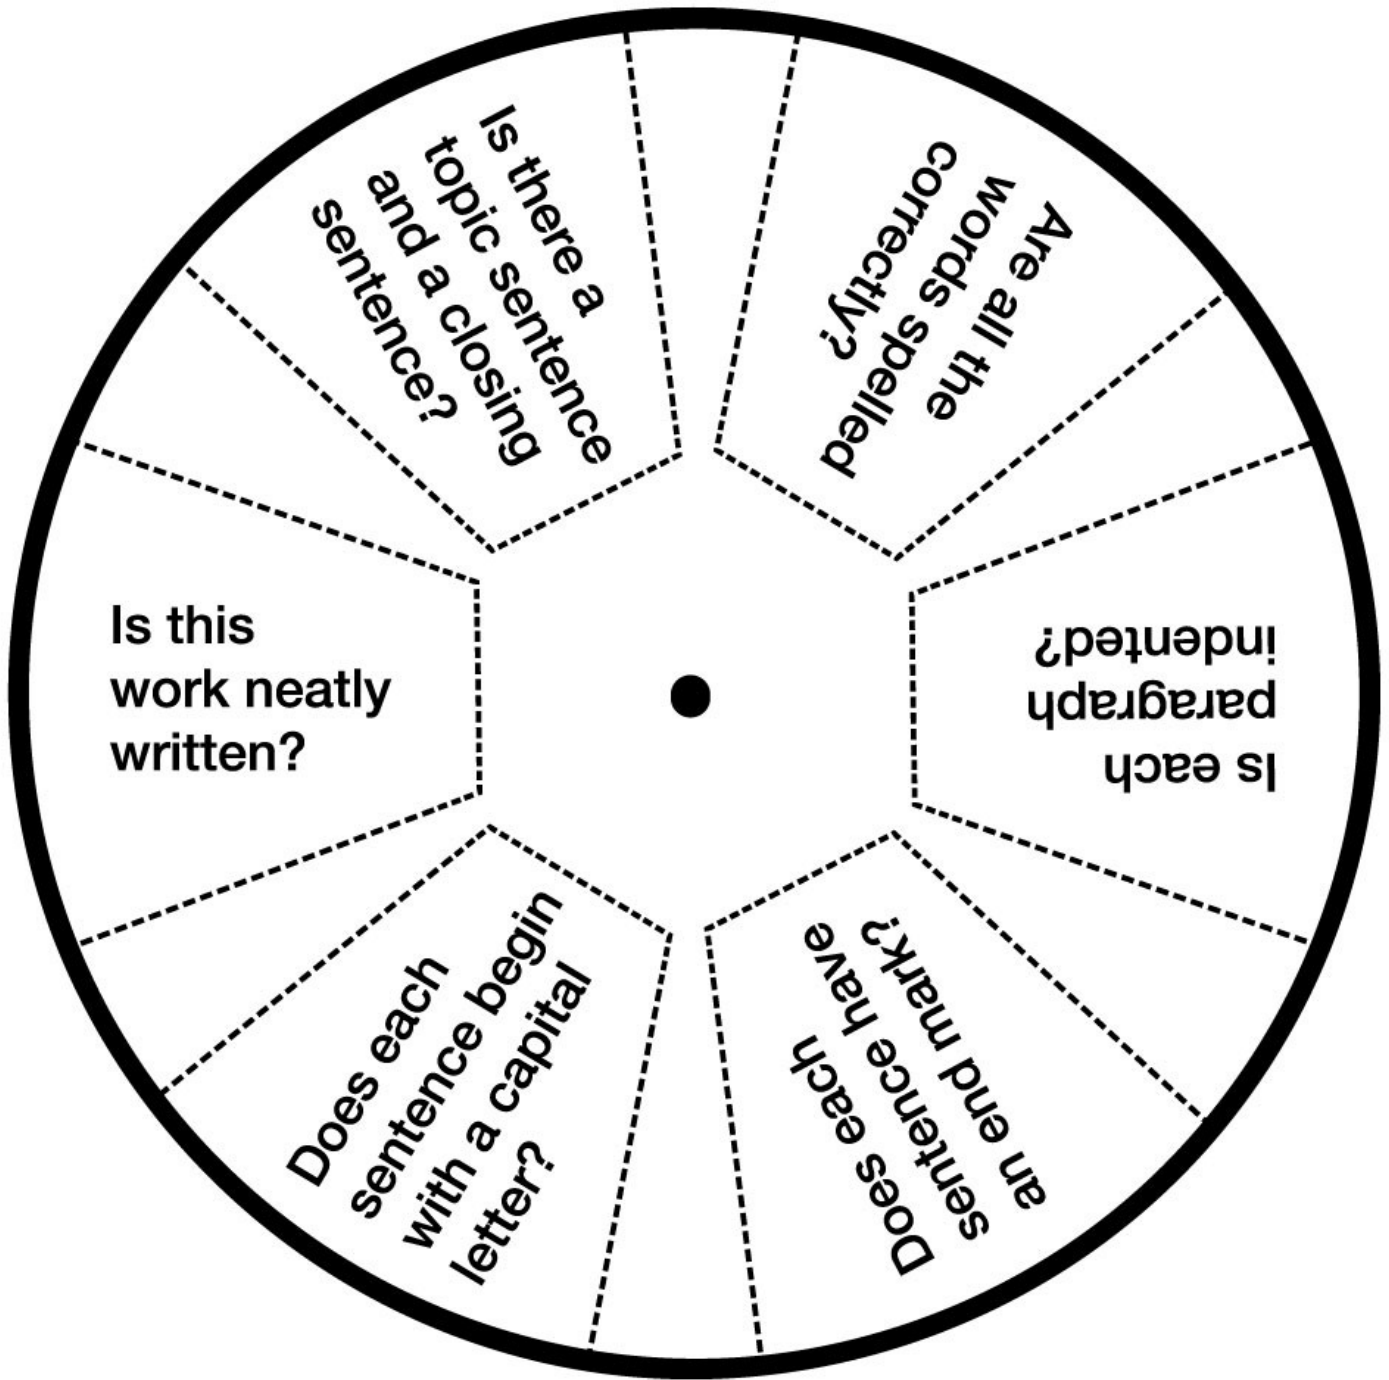 Is there a
topic sentence
and a closing
sentence?
Are all the
words spelled
correctly?
Is each
paragraph
indented?
Does each
sentence have
an end mark?
Does each
sentence begin
with a capital
letter?
Is this
work neatly
written?